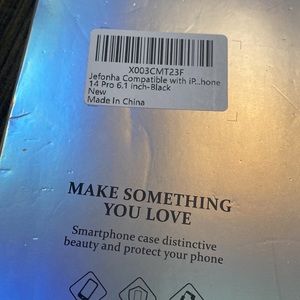 X003CMT23F
Jefonha Compatible with iP...hone
14 Pro 6.1 inch-Black
New
Made In China
MAKE SOMETHING
YOU LOVE
Smartphone case distinctive
beauty and protect your phone